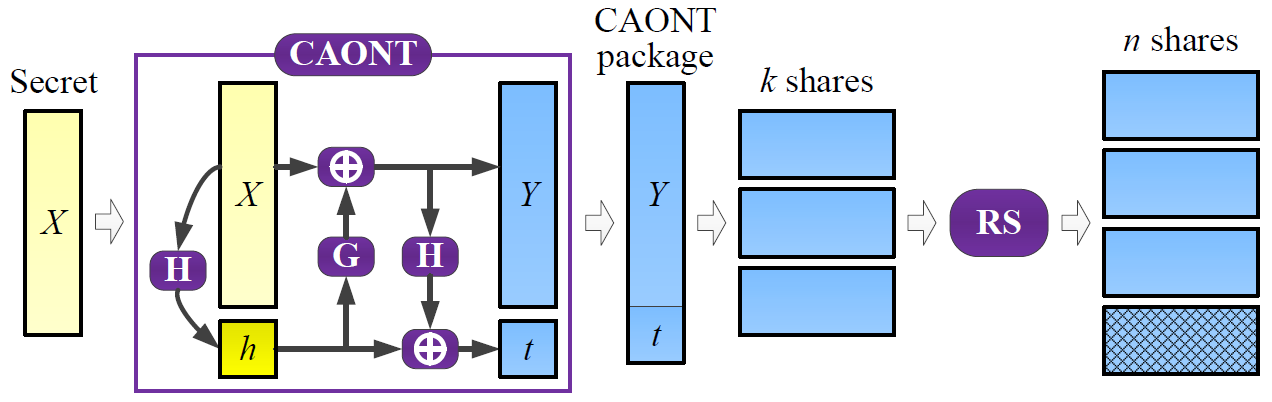 Secret
X
CAONT
X
H
h
G
H
Y
t
CAONT
package
Y
t
k shares
RS
n shares